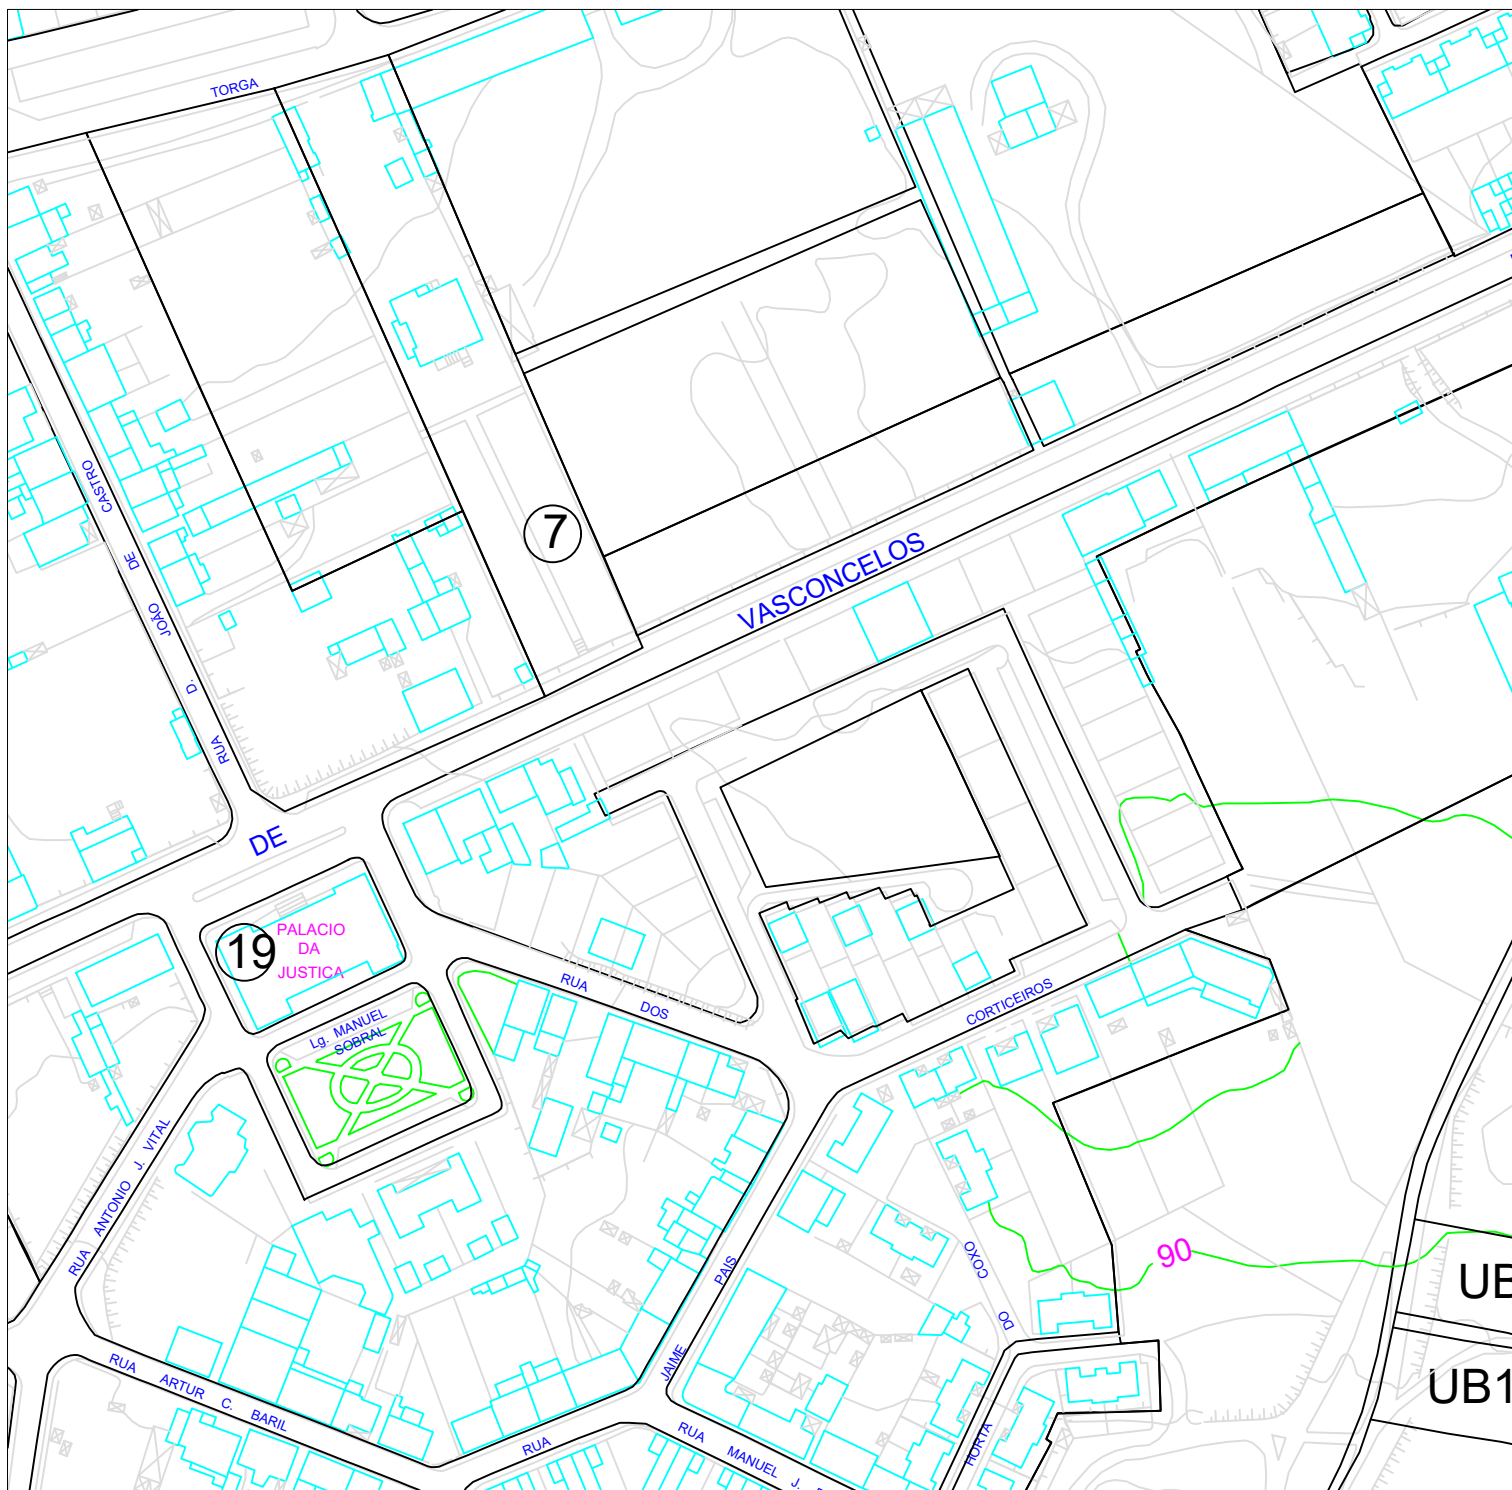 TORGA
RUA D. JOÃO DE CASTRO
7
DE VASCONCELOS
19
PALACIO
DA
JUSTICA
Lg. MANUEL
SOBRAL
RUA DOS CORTICEIROS
RUA ANTONIO J. VITAL
RUA JAIME PAIS
HORTA DO COXO
90
UB
UB1
RUA ARTUR C. BARIL
RUA MANUEL J.